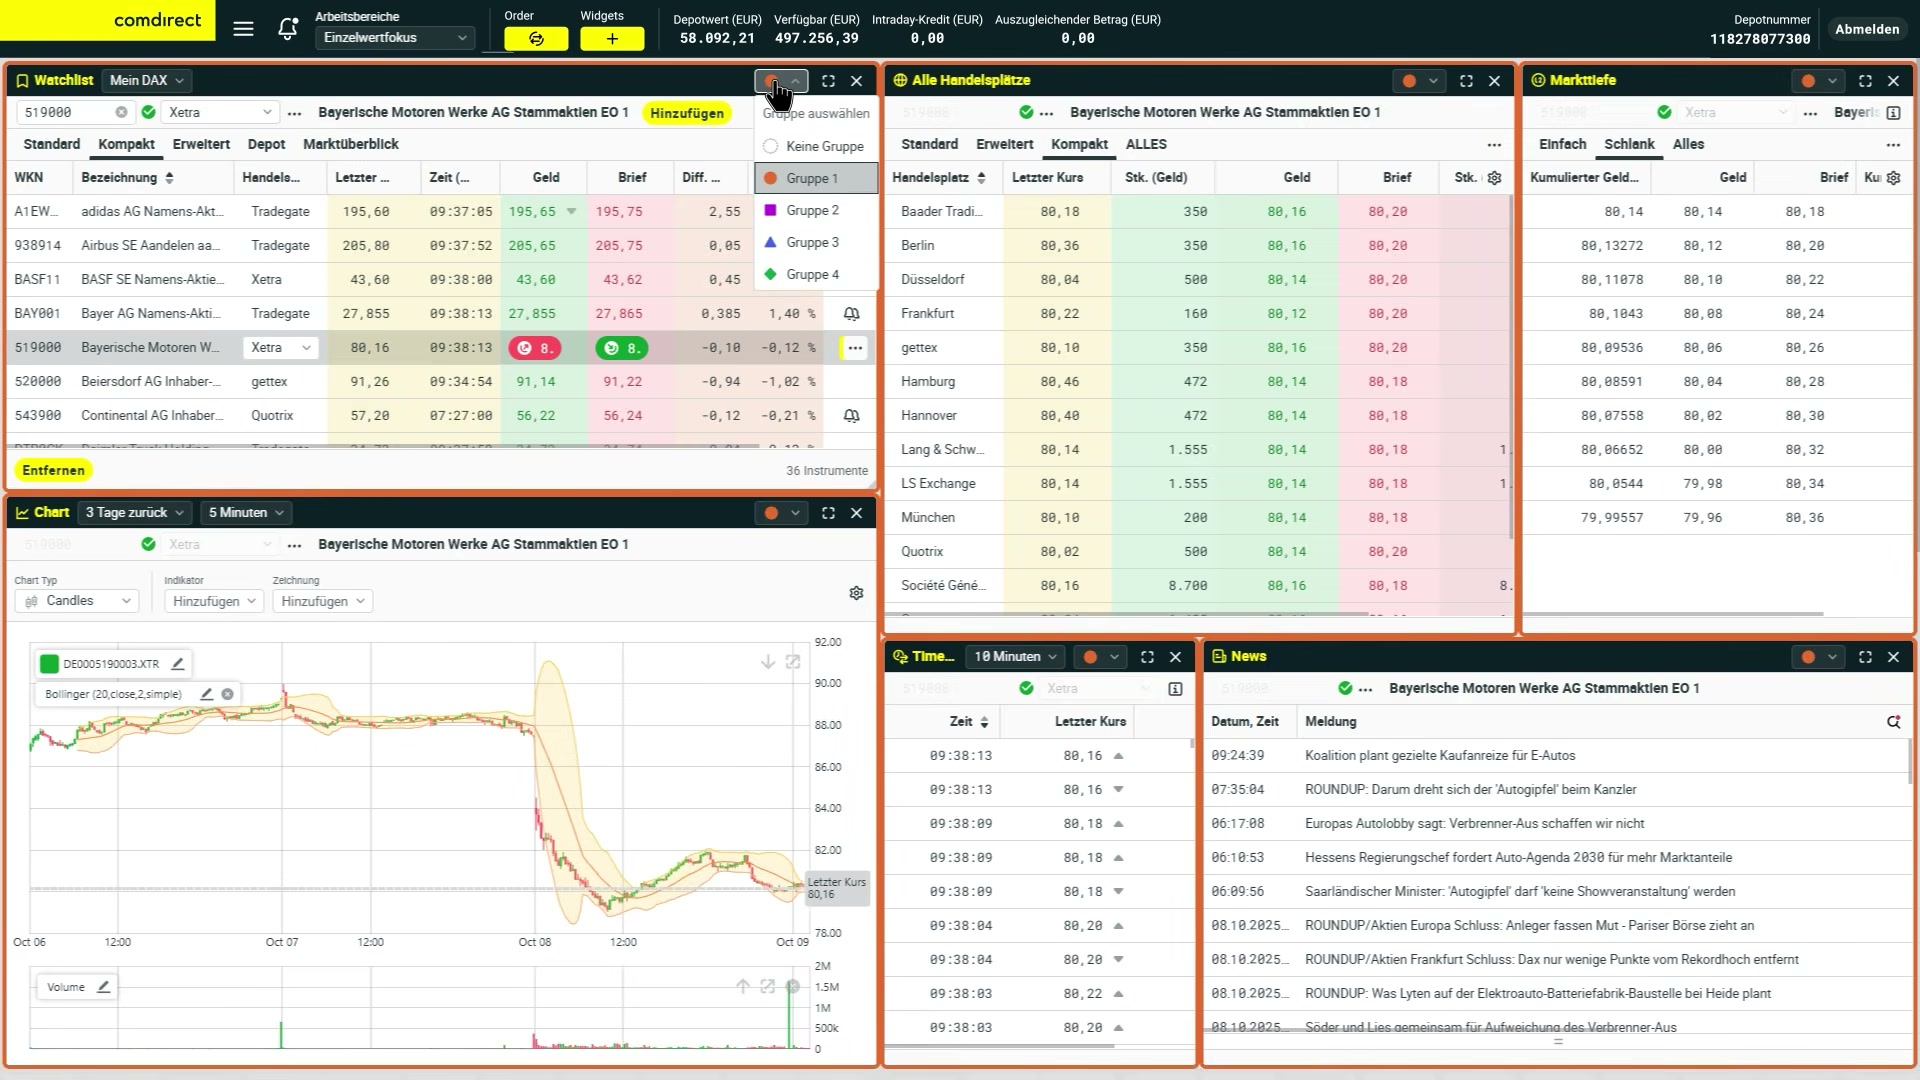 comdirect
Arbeitsbereiche
Einzelwertfokus
Order
Widgets
Depotwert (EUR) Verfügbar (EUR) Intraday-Kredit (EUR) Auszugleichender Betrag (EUR)
58.092,21 497.256,39 0,00 0,00
Depotnummer
118278077300
Abmelden
Watchlist Mein DAX
519000 Xetra Bayerische Motoren Werke AG Stammaktien EO 1 Hinzufügen
Standard Kompakt Erweitert Depot Marktüberblick
WKN Bezeichnung Handels... Letzter ... Zeit (... Geld Brief Diff. ...
A1EW... adidas AG Namens-Akt... Tradegate 195,60 09:37:05 195,65 195,75 2,55
938914 Airbus SE Aandelen aa... Tradegate 205,80 09:37:52 205,65 205,75 0,05
BASF11 BASF SE Namens-Aktie... Xetra 43,60 09:38:00 43,60 43,62 0,45
BAY001 Bayer AG Namens-Akti... Tradegate 27,855 09:38:13 27,855 27,865 0,385 1,40 %
519000 Bayerische Motoren W... Xetra 80,16 09:38:13 8. 8. -0,10 -0,12 %
520000 Beiersdorf AG Inhaber-... gettex 91,26 09:34:54 91,14 91,22 -0,94 -1,02 %
543900 Continental AG Inhaber... Quotrix 57,20 07:27:00 56,22 56,24 -0,12 -0,21 %
Entfernen 36 Instrumente
Gruppe auswählen
Keine Gruppe
Gruppe 1
Gruppe 2
Gruppe 3
Gruppe 4
Alle Handelsplätze
Bayerische Motoren Werke AG Stammaktien EO 1
Standard Erweitert Kompakt ALLES
Handelsplatz Letzter Kurs Stk. (Geld) Geld Brief Stk.
Baader Tradi... 80,18 350 80,16 80,20
Berlin 80,36 350 80,16 80,20
Düsseldorf 80,04 500 80,14 80,18
Frankfurt 80,22 160 80,12 80,20
gettex 80,10 350 80,16 80,20
Hamburg 80,46 472 80,14 80,18
Hannover 80,40 472 80,14 80,18
Lang & Schw... 80,14 1.555 80,14 80,18 1.
LS Exchange 80,14 1.555 80,14 80,18 1.
München 80,10 200 80,14 80,18
Quotrix 80,02 500 80,14 80,20
Société Géné... 80,16 8.700 80,16 80,18 8.
Markttiefe
519000 Xetra Bayeri
Einfach Schlank Alles
Kumulierter Geld... Geld Brief Ku
80,14 80,14 80,18
80,13272 80,12 80,20
80,11078 80,10 80,22
80,1043 80,08 80,24
80,09536 80,06 80,26
80,08591 80,04 80,28
80,07558 80,02 80,30
80,06652 80,00 80,32
80,0544 79,98 80,34
79,99557 79,96 80,36
Chart 3 Tage zurück 5 Minuten
519000 Xetra Bayerische Motoren Werke AG Stammaktien EO 1
Chart Typ Indikator Zeichnung
Candles Hinzufügen Hinzufügen
DE0005190003.XTR
Bollinger (20,close,2,simple)
92.00
90.00
88.00
86.00
84.00
82.00
Letzter Kurs
80,16
78.00
Oct 06 12:00 Oct 07 12:00 Oct 08 12:00 Oct 09
Volume
2M
1.5M
1M
500k
0
Time... 10 Minuten
Xetra
Zeit Letzter Kurs
09:38:13 80,16
09:38:13 80,16
09:38:09 80,18
09:38:09 80,18
09:38:09 80,18
09:38:04 80,20
09:38:04 80,20
09:38:03 80,22
09:38:03 80,20
News
Bayerische Motoren Werke AG Stammaktien EO 1
Datum, Zeit Meldung
09:24:39 Koalition plant gezielte Kaufanreize für E-Autos
07:35:04 ROUNDUP: Darum dreht sich der 'Autogipfel' beim Kanzler
06:17:08 Europas Autolobby sagt: Verbrenner-Aus schaffen wir nicht
06:10:53 Hessens Regierungschef fordert Auto-Agenda 2030 für mehr Marktanteile
06:09:56 Saarländischer Minister: 'Autogipfel' darf 'keine Showveranstaltung' werden
08.10.2025... ROUNDUP/Aktien Europa Schluss: Anleger fassen Mut - Pariser Börse zieht an
08.10.2025... ROUNDUP/Aktien Frankfurt Schluss: Dax nur wenige Punkte vom Rekordhoch entfernt
08.10.2025... ROUNDUP: Was Lyten auf der Elektroauto-Batteriefabrik-Baustelle bei Heide plant
08.10.2025... Söder und Lies gemeinsam für Aufweichung des Verbrenner-Aus